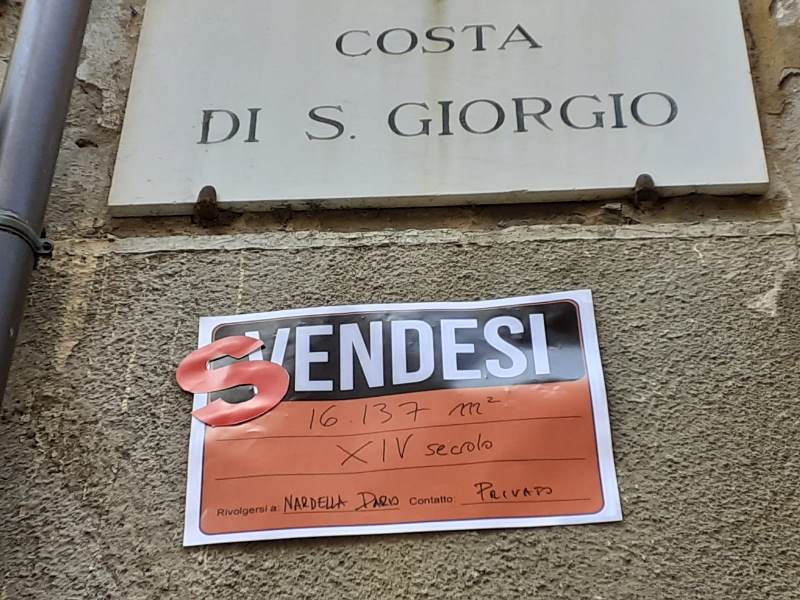 COSTA
DI S. GIORGIO
SVENDESI
16.137 m²
XIV secolo
Rivolgersi a: NARDELLA DARIO Contatto: PRIVATO